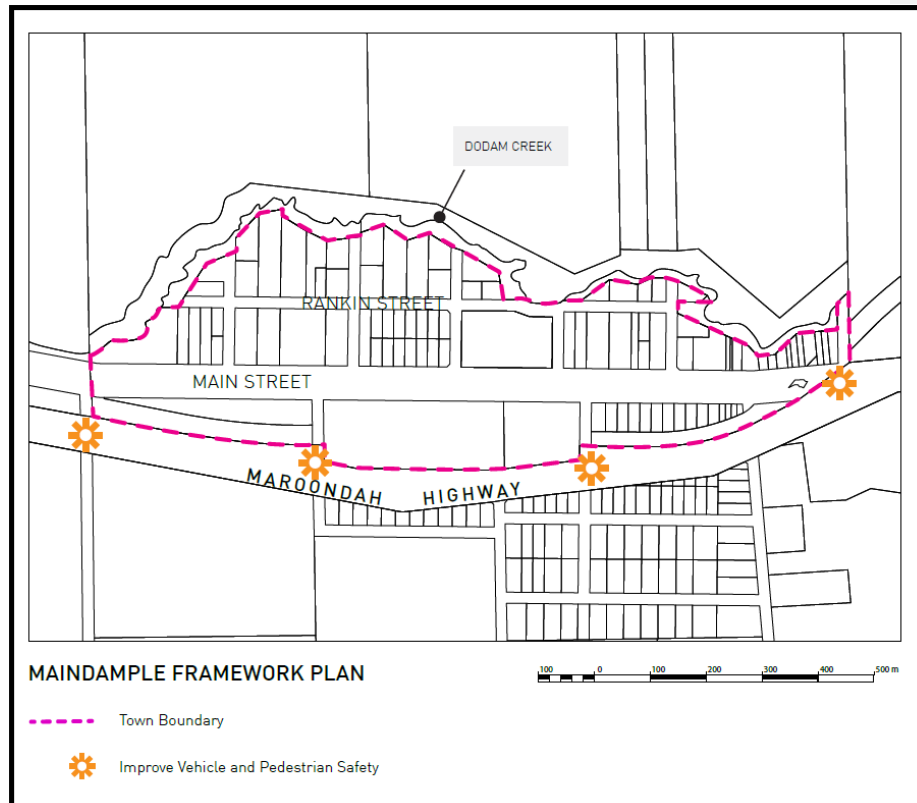 DODAM CREEK
RANKIN STREET
MAIN STREET
MAROONDAH HIGHWAY
MAINDAMPLE FRAMEWORK PLAN
100 0 100 200 300 400 500 m
Town Boundary
Improve Vehicle and Pedestrian Safety